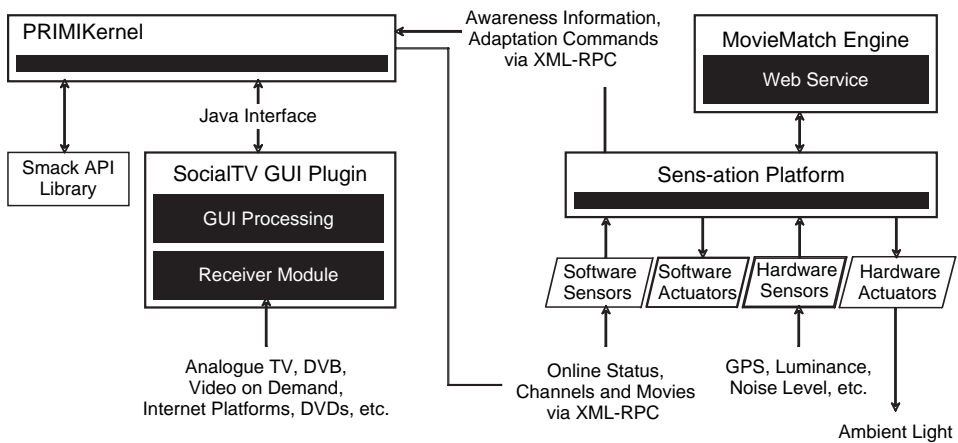 PRIMIKernel
Awareness Information,
Adaptation Commands
via XML-RPC
MovieMatch Engine
Web Service
Java Interface
Smack API
Library
SocialTV GUI Plugin
GUI Processing
Receiver Module
Sens-ation Platform
Software
Sensors
Software
Actuators
Hardware
Sensors
Hardware
Actuators
Analogue TV, DVB,
Video on Demand,
Internet Platforms, DVDs, etc.
Online Status,
Channels and Movies
via XML-RPC
GPS, Luminance,
Noise Level, etc.
Ambient Light